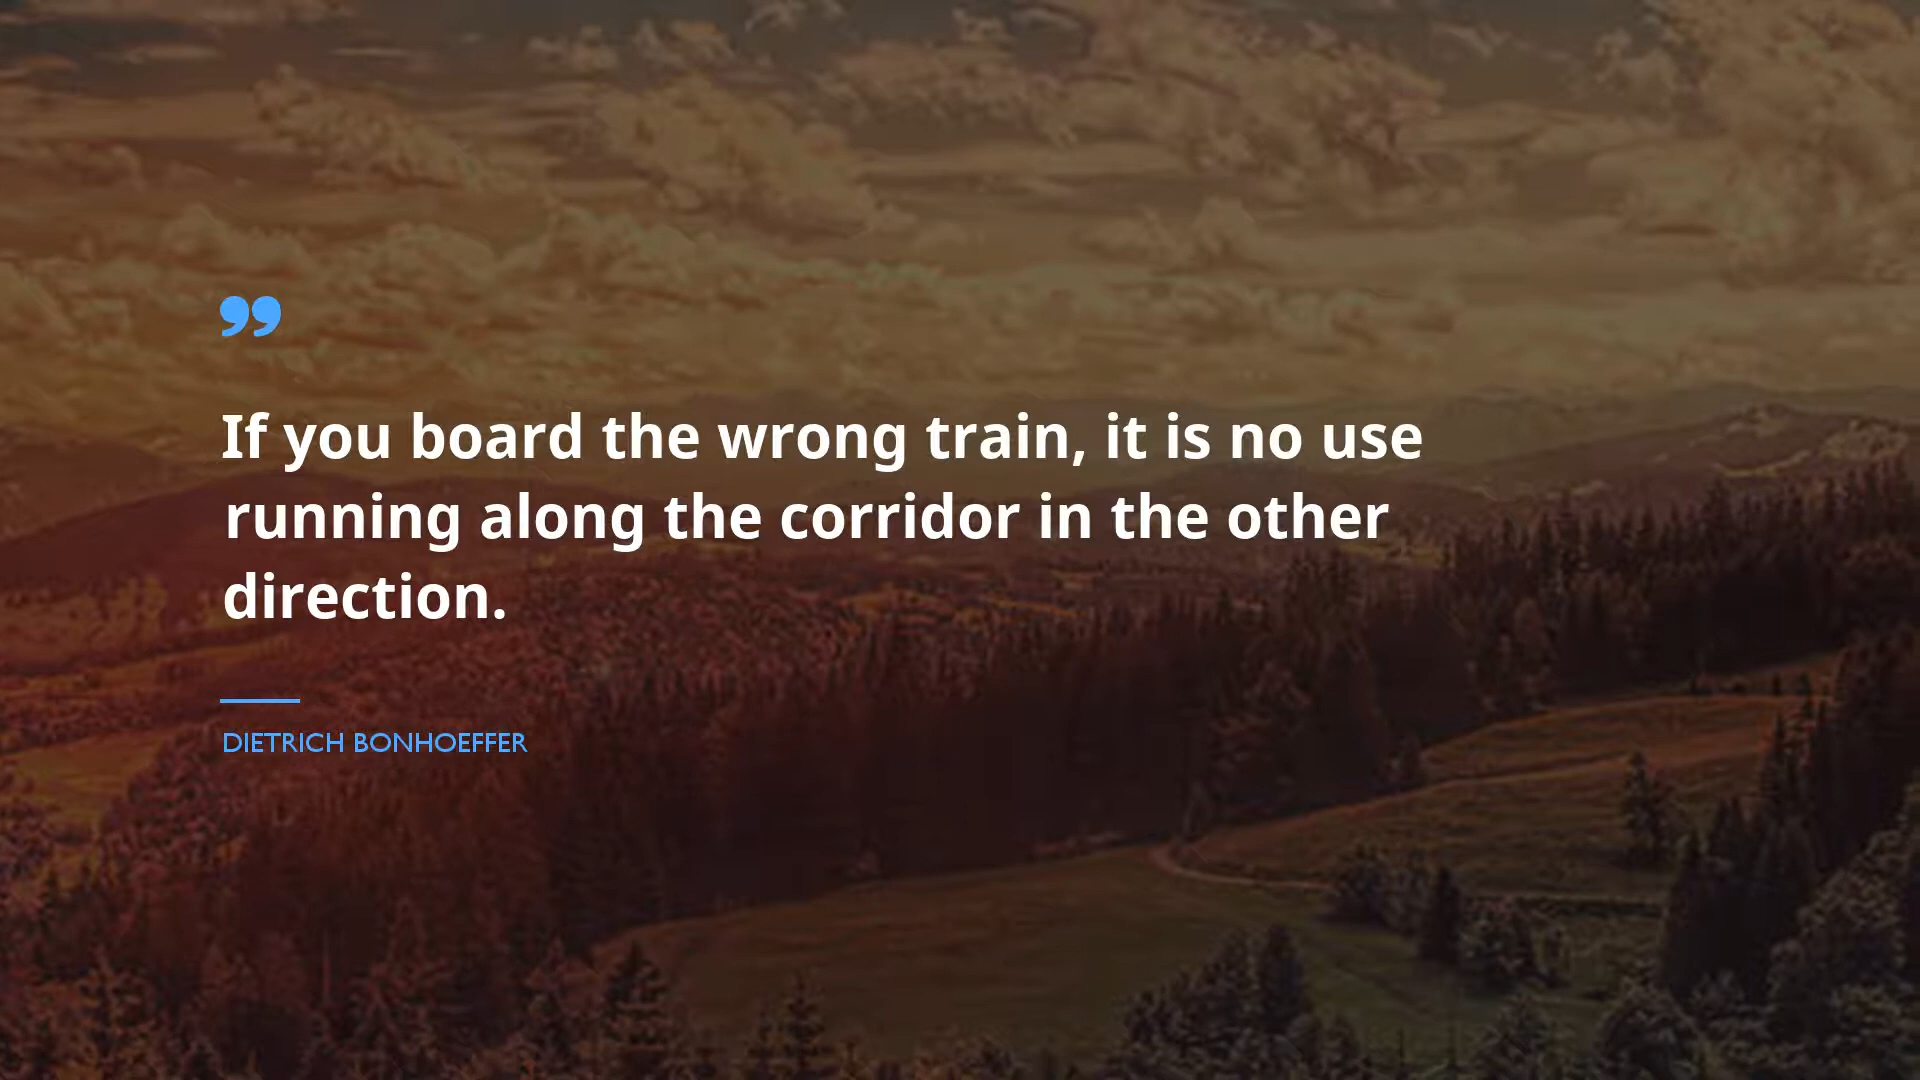 ”
If you board the wrong train, it is no use
running along the corridor in the other
direction.
DIETRICH BONHOEFFER